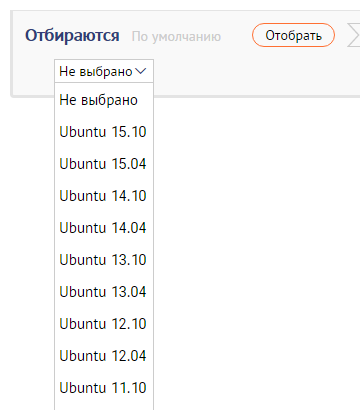 Отбираются По умолчанию Отобрать
Не выбрано
Не выбрано
Ubuntu 15.10
Ubuntu 15.04
Ubuntu 14.10
Ubuntu 14.04
Ubuntu 13.10
Ubuntu 13.04
Ubuntu 12.10
Ubuntu 12.04
Ubuntu 11.10